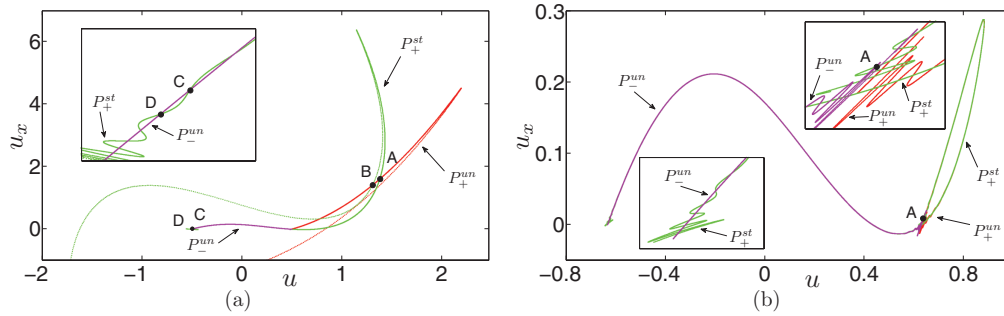 6
4
2
0
−2
−1
0
1
2
u_x
u
(a)
D
C
P_+^{st}
P_-^{un}
P_+^{st}
B
A
P_+^{un}
D
C
P_-^{un}
0.3
0.2
0.1
0
−0.8
−0.4
0
0.4
0.8
u_x
u
(b)
P_-^{un}
A
P_-^{un}
P_+^{st}
P_+^{un}
P_-^{un}
P_+^{st}
P_+^{st}
A
P_+^{un}